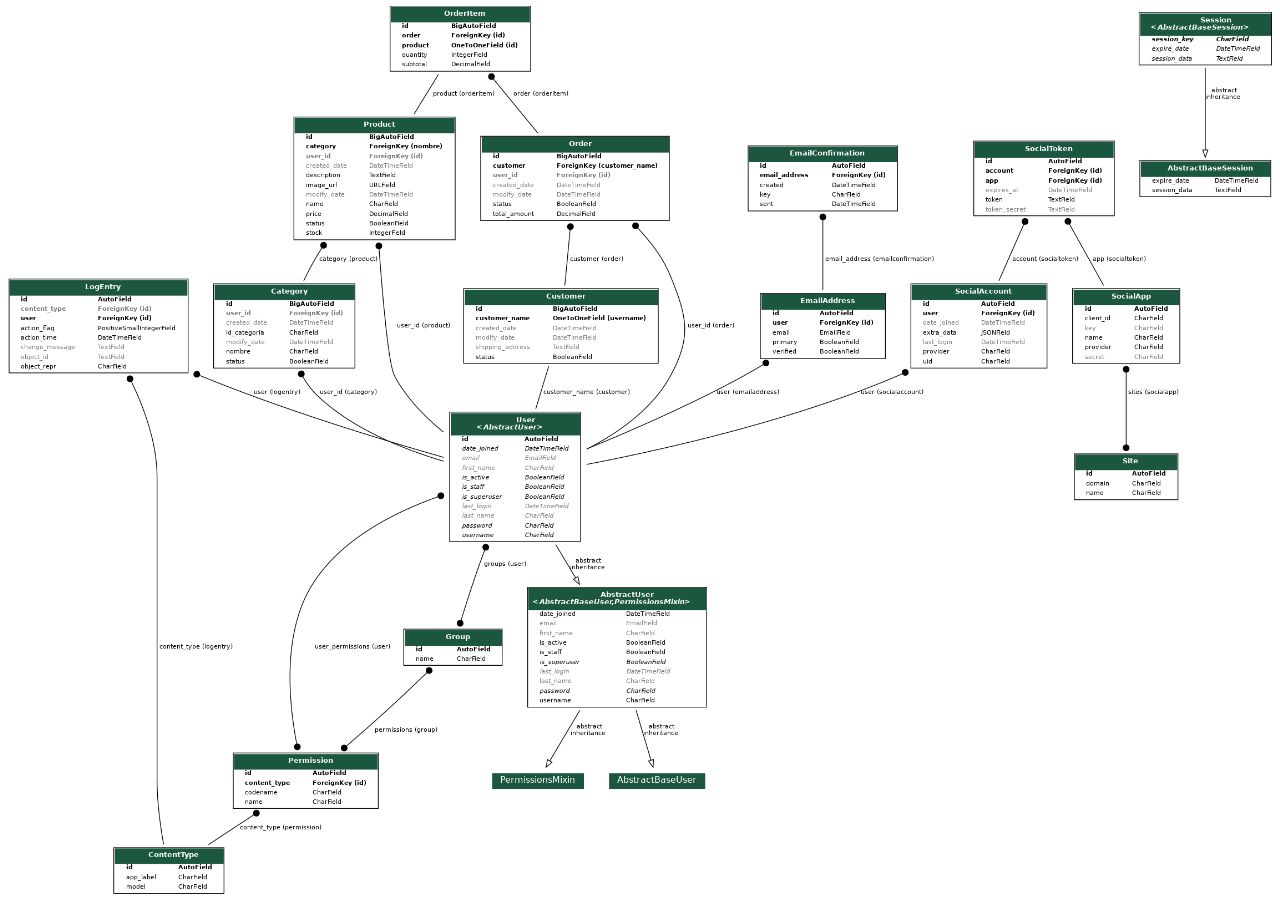 OrderItem
id BigAutoField
order ForeignKey (id)
product OneToOneField (id)
quantity IntegerField
subtotal DecimalField
Session
<AbstractBaseSession>
session_key CharField
expire_date DateTimeField
session_data TextField
product (orderitem)
order (orderitem)
abstract
inheritance
Product
id BigAutoField
category ForeignKey (nombre)
user_id ForeignKey (id)
created_date DateTimeField
description TextField
image_url URLField
modify_date DateTimeField
name CharField
price DecimalField
status BooleanField
stock IntegerField
Order
id BigAutoField
customer ForeignKey (customer_name)
user_id ForeignKey (id)
created_date DateTimeField
modify_date DateTimeField
status BooleanField
total_amount DecimalField
EmailConfirmation
id AutoField
email_address ForeignKey (id)
created DateTimeField
key CharField
sent DateTimeField
SocialToken
id AutoField
account ForeignKey (id)
app ForeignKey (id)
expires_at DateTimeField
token TextField
token_secret TextField
AbstractBaseSession
expire_date DateTimeField
session_data TextField
category (product)
customer (order)
email_address (emailconfirmation)
account (socialtoken)
app (socialtoken)
LogEntry
id AutoField
content_type ForeignKey (id)
user ForeignKey (id)
action_flag PositiveSmallIntegerField
action_time DateTimeField
change_message TextField
object_id TextField
object_repr CharField
Category
id BigAutoField
user_id ForeignKey (id)
created_date DateTimeField
id_categoria CharField
modify_date DateTimeField
nombre CharField
status BooleanField
user_id (product)
Customer
id BigAutoField
customer_name OneToOneField (username)
created_date DateTimeField
modify_date DateTimeField
shipping_address TextField
status BooleanField
user_id (order)
EmailAddress
id AutoField
user ForeignKey (id)
email EmailField
primary BooleanField
verified BooleanField
SocialAccount
id AutoField
user ForeignKey (id)
date_joined DateTimeField
extra_data JSONField
last_login DateTimeField
provider CharField
uid CharField
SocialApp
id AutoField
client_id CharField
key CharField
name CharField
provider CharField
secret CharField
user (logentry)
user_id (category)
customer_name (customer)
user (emailaddress)
user (socialaccount)
sites (socialapp)
User
<AbstractUser>
id AutoField
date_joined DateTimeField
email EmailField
first_name CharField
is_active BooleanField
is_staff BooleanField
is_superuser BooleanField
last_login DateTimeField
last_name CharField
password CharField
username CharField
Site
id AutoField
domain CharField
name CharField
groups (user)
abstract
inheritance
AbstractUser
<AbstractBaseUser,PermissionsMixin>
date_joined DateTimeField
email EmailField
first_name CharField
is_active BooleanField
is_staff BooleanField
is_superuser BooleanField
last_login DateTimeField
last_name CharField
password CharField
username CharField
content_type (logentry)
user_permissions (user)
Group
id AutoField
name CharField
permissions (group)
abstract
inheritance
abstract
inheritance
Permission
id AutoField
content_type ForeignKey (id)
codename CharField
name CharField
PermissionsMixin
AbstractBaseUser
content_type (permission)
ContentType
id AutoField
app_label CharField
model CharField